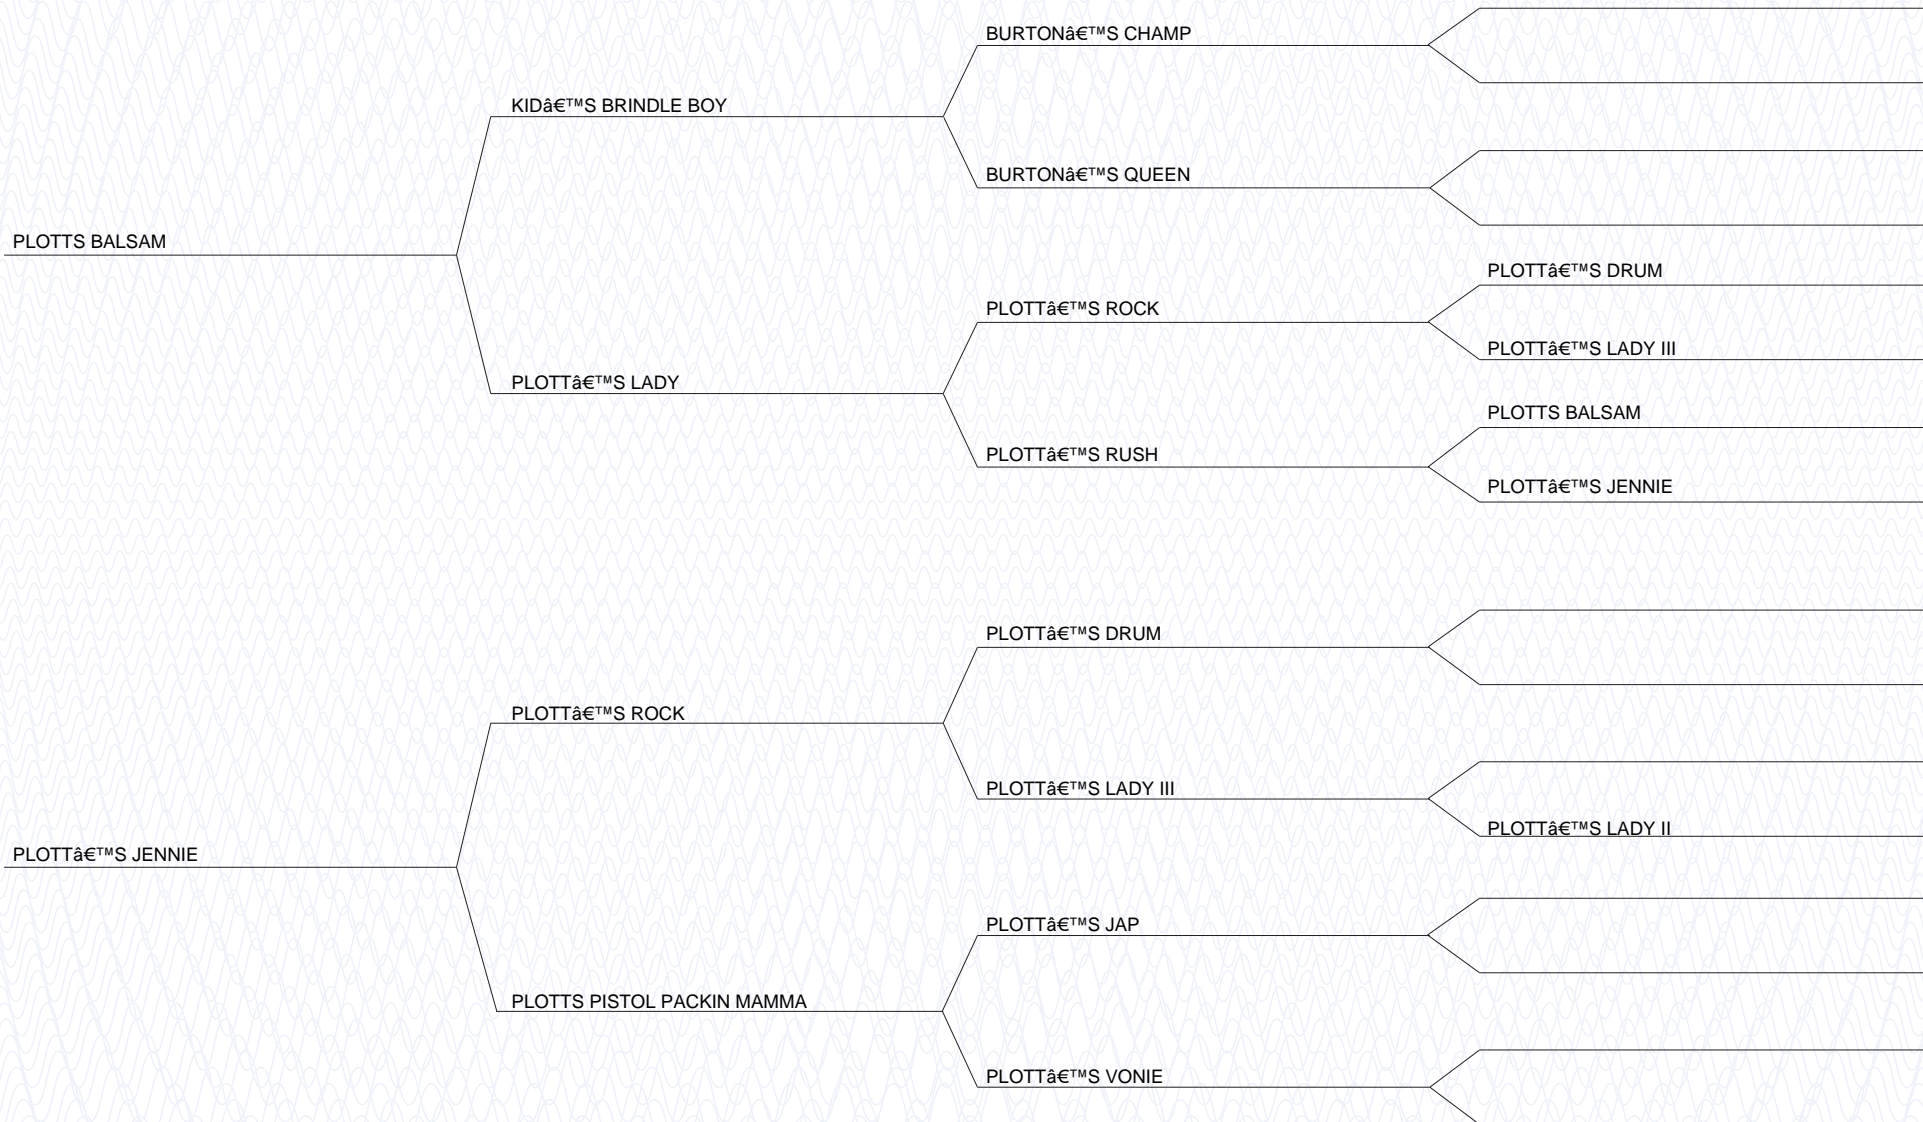 BURTONâ€™S CHAMP
KIDâ€™S BRINDLE BOY
BURTONâ€™S QUEEN
PLOTTS BALSAM
PLOTTâ€™S DRUM
PLOTTâ€™S ROCK
PLOTTâ€™S LADY III
PLOTTâ€™S LADY
PLOTTS BALSAM
PLOTTâ€™S RUSH
PLOTTâ€™S JENNIE
PLOTTâ€™S DRUM
PLOTTâ€™S ROCK
PLOTTâ€™S LADY III
PLOTTâ€™S LADY II
PLOTTâ€™S JENNIE
PLOTTâ€™S JAP
PLOTTS PISTOL PACKIN MAMMA
PLOTTâ€™S VONIE